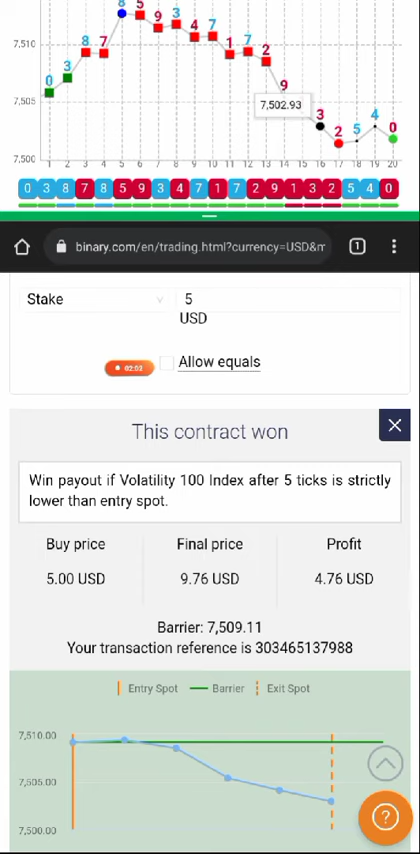 8 5
9 3 4 7
8 7
1 7 2
0 3
9
3 2 5 4 0
7,510
7,505
7,500
7,502.93
1 2 3 4 5 6 7 8 9 10 11 12 13 14 15 16 17 18 19 20
0 3 8 7 8 5 9 3 4 7 1 7 2 9 1 3 2 5 4 0
binary.com/en/trading.html?currency=USD&m
1
Stake
5
USD
02:03
Allow equals
This contract won
Win payout if Volatility 100 Index after 5 ticks is strictly
lower than entry spot.
Buy price Final price Profit
5.00 USD 9.76 USD 4.76 USD
Barrier: 7,509.11
Your transaction reference is 303465137988
Entry Spot Barrier Exit Spot
7,510.00
7,505.00
7,500.00
?